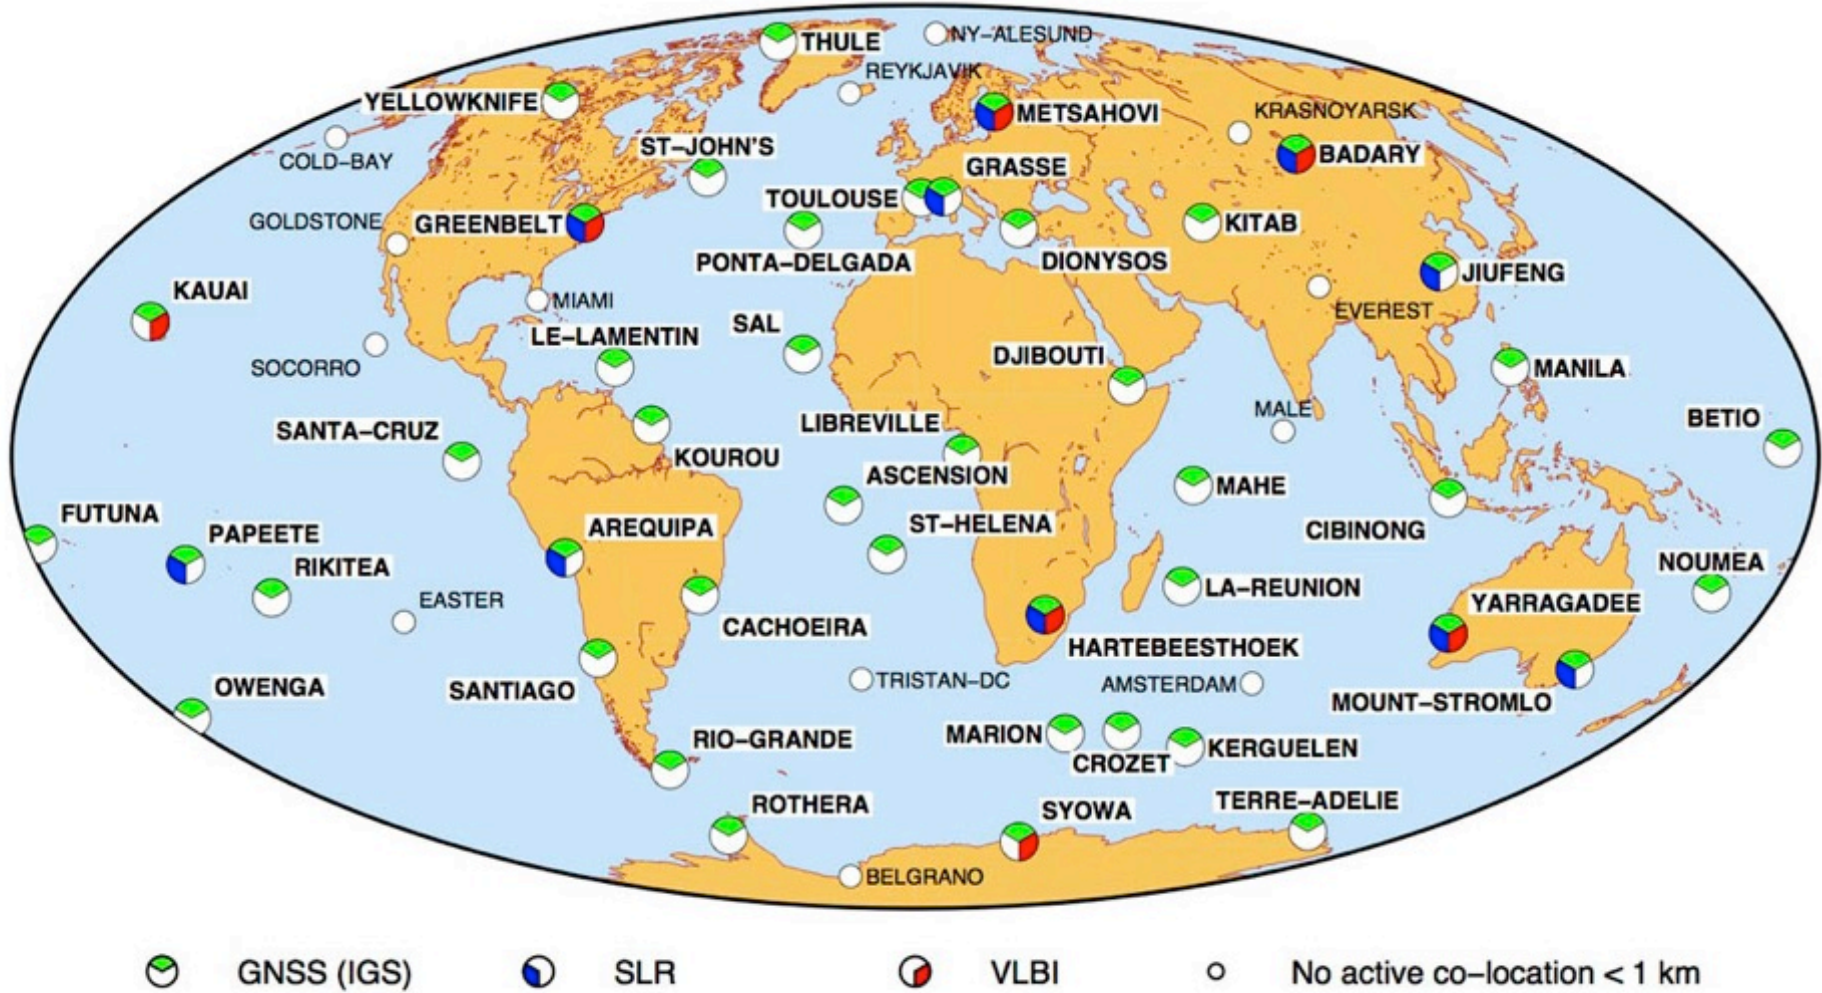 THULE
NY-ALESUND
REYKJAVIK
YELLOWKNIFE
METSAHOVI
KRASNOYARSK
COLD-BAY
ST-JOHN'S
GRASSE
BADARY
TOULOUSE
GOLDSTONE
GREENBELT
KITAB
PONTA-DELGADA
DIONYSOS
JIUFENG
KAUAI
MIAMI
EVEREST
SAL
LE-LAMENTIN
DJIBOUTI
SOCORRO
MANILA
MALE
BETIO
SANTA-CRUZ
LIBREVILLE
KOUROU
ASCENSION
MAHE
FUTUNA
PAPEETE
AREQUIPA
ST-HELENA
CIBINONG
RIKITEA
NOUMEA
LA-REUNION
EASTER
YARRAGADEE
CACHOEIRA
HARTEBEESTHOEK
OWENGA
SANTIAGO
TRISTAN-DC
AMSTERDAM
MOUNT-STROMLO
RIO-GRANDE
MARION
KERGUELEN
CROZET
ROTHERA
SYOWA
TERRE-ADELIE
BELGRANO
GNSS (IGS)
SLR
VLBI
No active co-location < 1 km